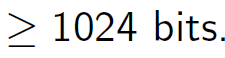 ≥ 1024 bits.